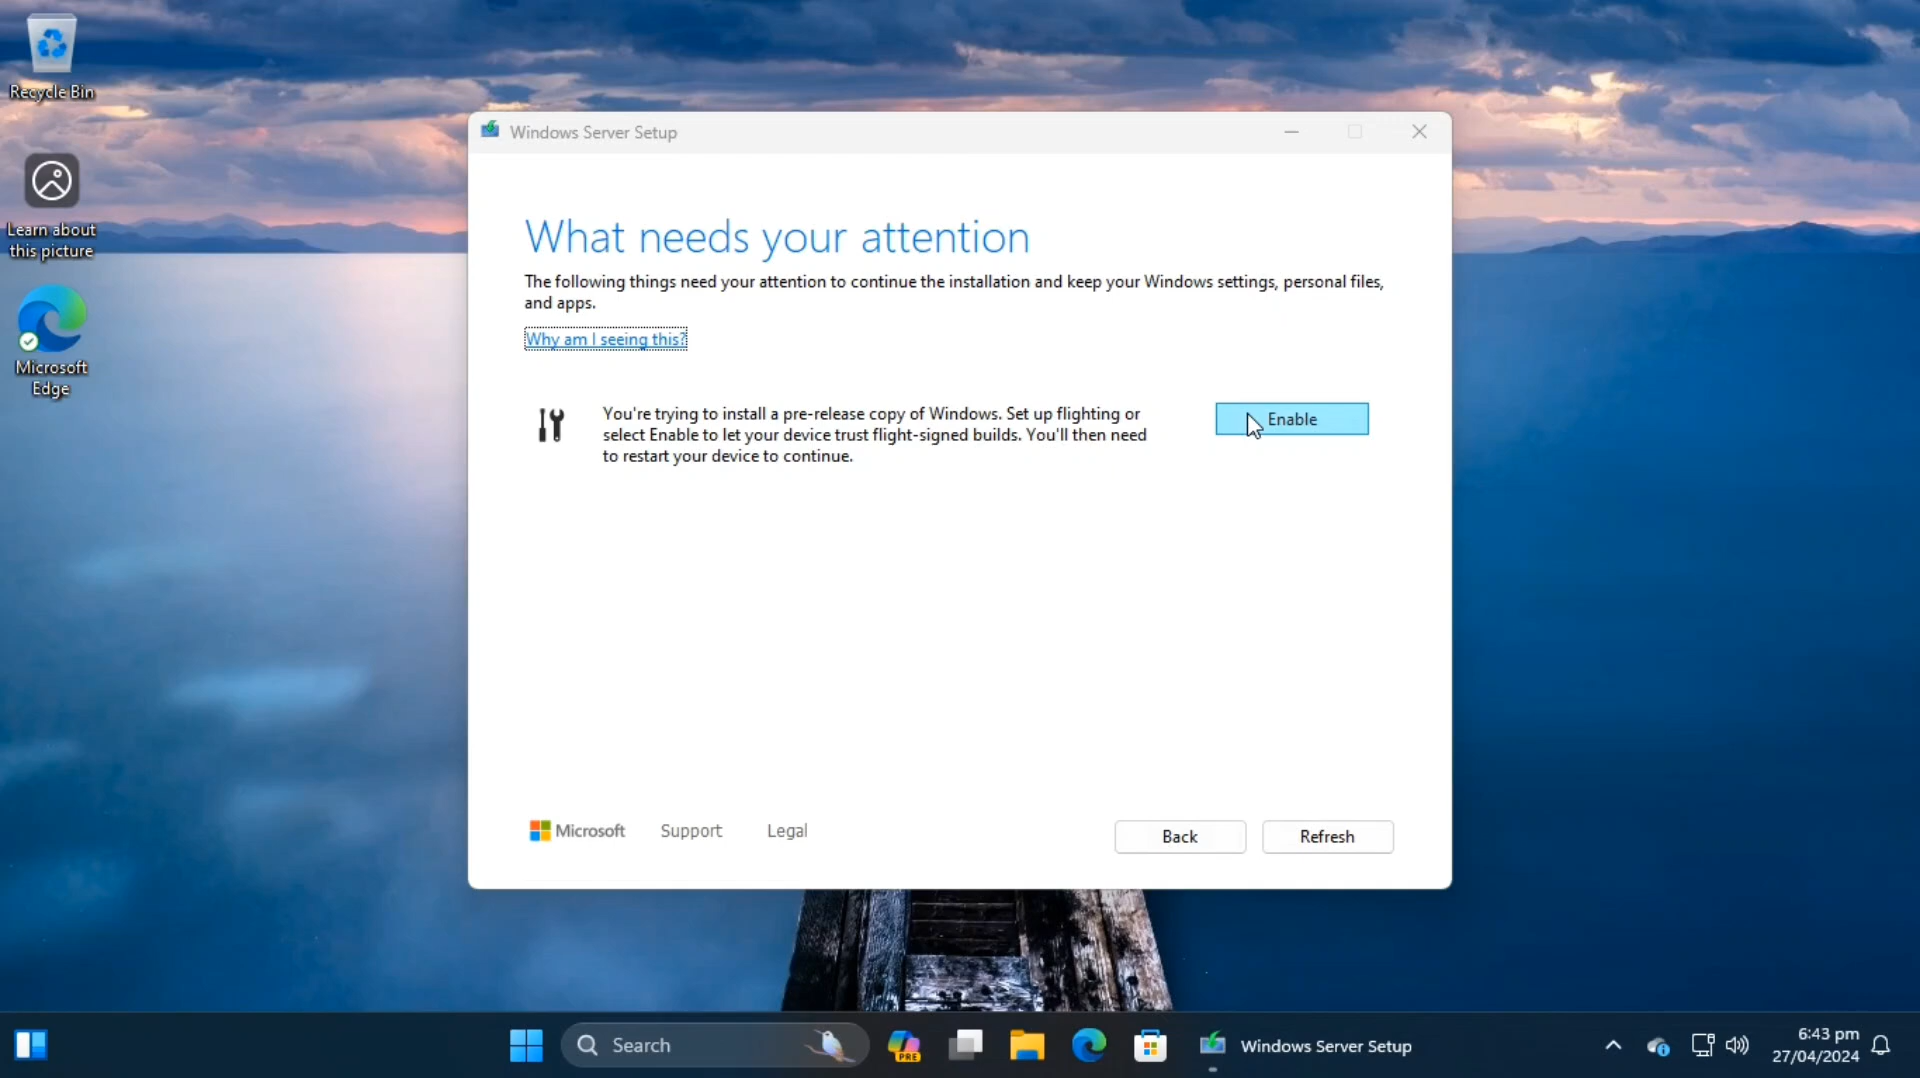 Recycle Bin
Learn about
this picture
Microsoft
Edge
Windows Server Setup
What needs your attention
The following things need your attention to continue the installation and keep your Windows settings, personal files,
and apps.
Why am I seeing this?
You're trying to install a pre-release copy of Windows. Set up flighting or
select Enable to let your device trust flight-signed builds. You'll then need
to restart your device to continue.
Enable
Microsoft
Support
Legal
Back
Refresh
Search
PRE
Windows Server Setup
6:43 pm
27/04/2024